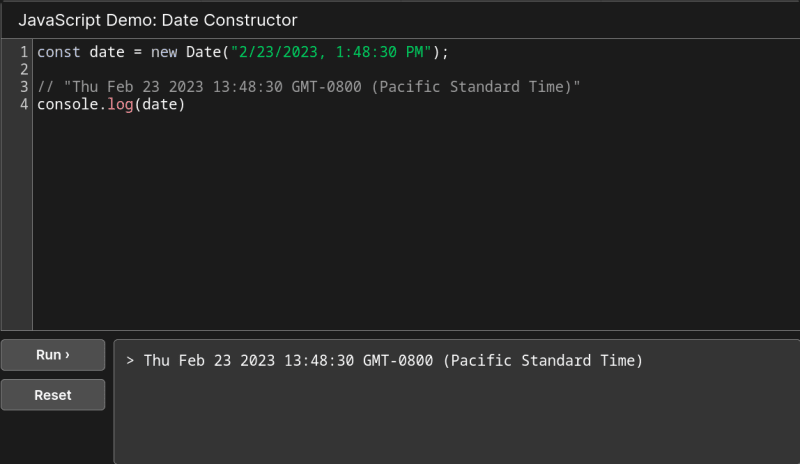 JavaScript Demo: Date Constructor
1 const date = new Date("2/23/2023, 1:48:30 PM");
2
3 // "Thu Feb 23 2023 13:48:30 GMT-0800 (Pacific Standard Time)"
4 console.log(date)
Run ›
> Thu Feb 23 2023 13:48:30 GMT-0800 (Pacific Standard Time)
Reset